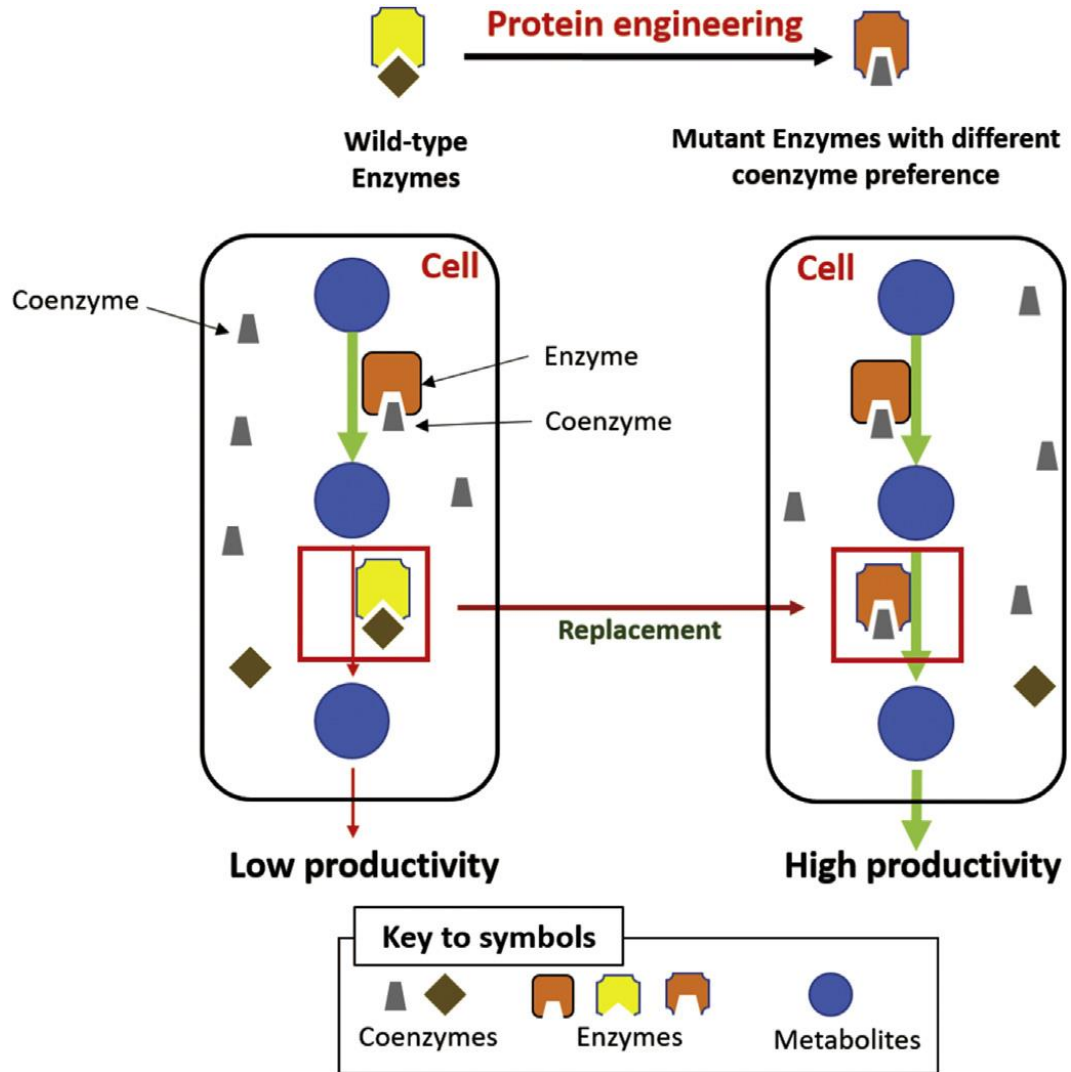 Protein engineering
Wild-type
Enzymes
Mutant Enzymes with different
coenzyme preference
Cell
Coenzyme
Enzyme
Coenzyme
Cell
Replacement
Low productivity
High productivity
Key to symbols
Coenzymes
Enzymes
Metabolites